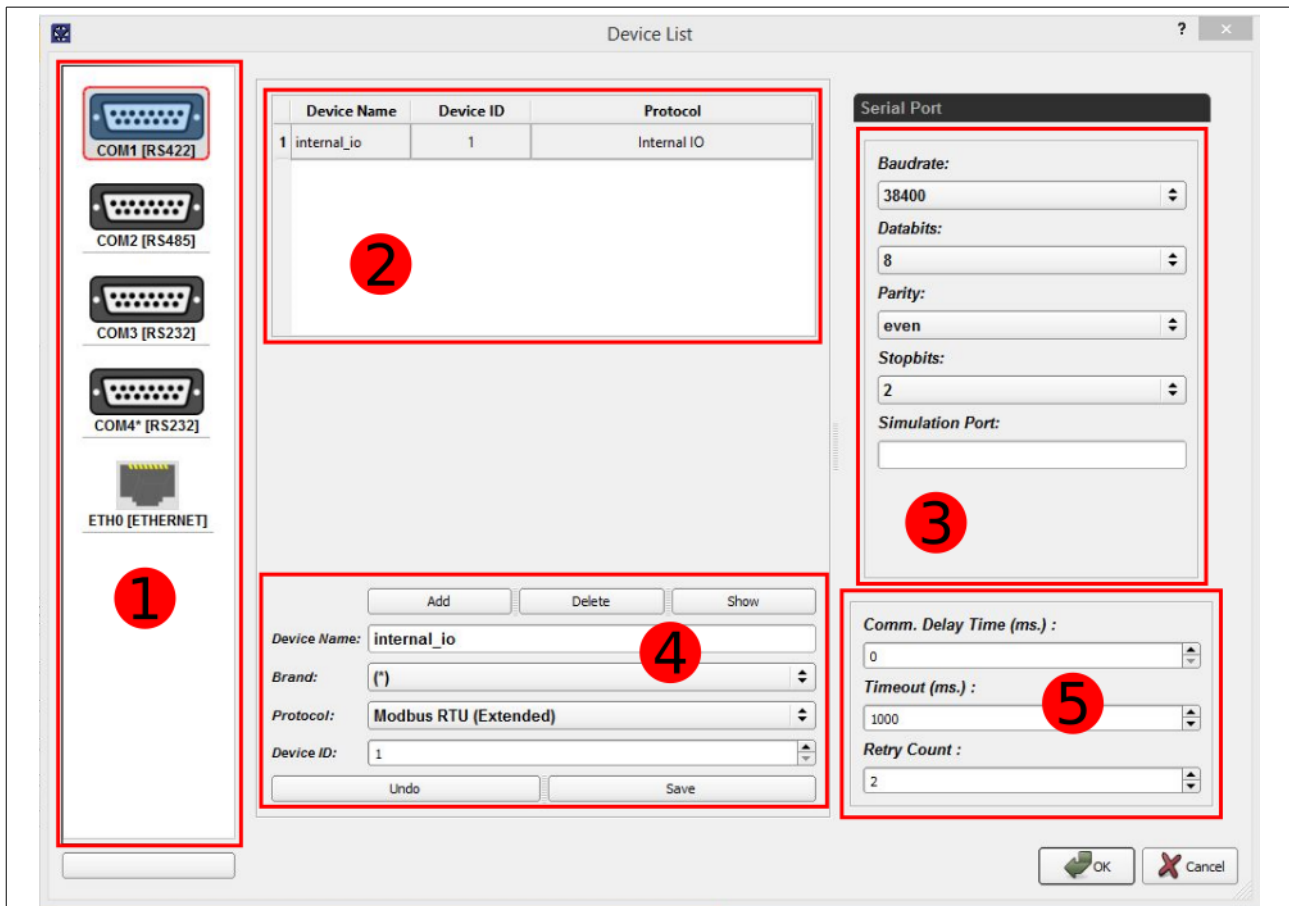 Device List
?
COM1 [RS422]
COM2 [RS485]
COM3 [RS232]
COM4* [RS232]
ETH0 [ETHERNET]
1
Device Name Device ID Protocol
1 internal_io 1 Internal IO
2
Serial Port
Baudrate:
38400
Databits:
8
Parity:
even
Stopbits:
2
Simulation Port:
3
Add Delete Show
Device Name: internal_io
4
Brand: (*)
Protocol: Modbus RTU (Extended)
Device ID: 1
Undo Save
Comm. Delay Time (ms.) :
0
Timeout (ms.) :
5
1000
Retry Count :
2
OK Cancel